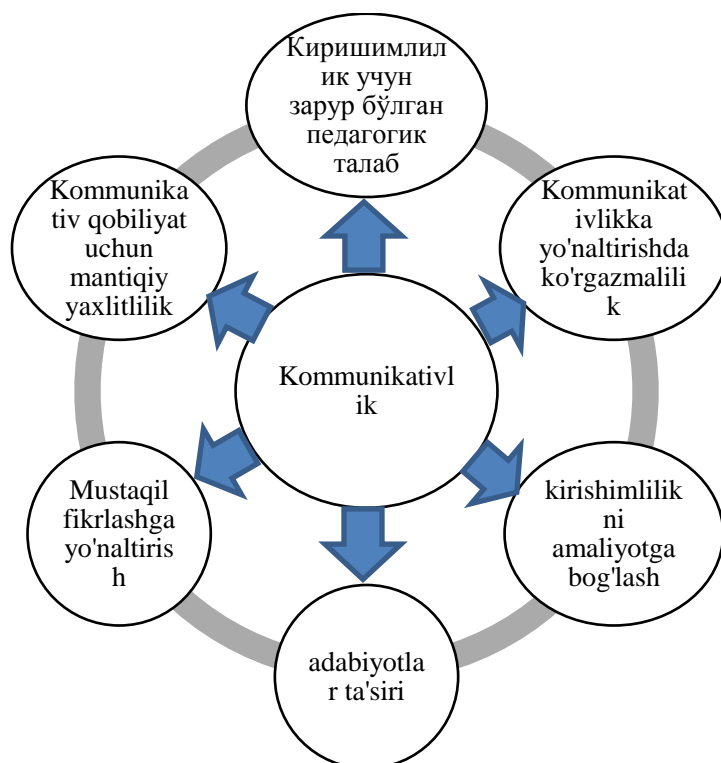 Киришимлил
ик учун
зарур бўлган
педагогик
талаб
Kommunika
tiv qobiliyat
uchun
mantiqiy
yaxlitlilik
Kommunikat
ivlikka
yo'naltirishda
ko'rgazmalili
k
Kommunikativl
ik
Mustaqil
fikrlashga
yo'naltiris
h
kirishimlilik
ni
amaliyotga
bog'lash
adabiyotla
r ta'siri